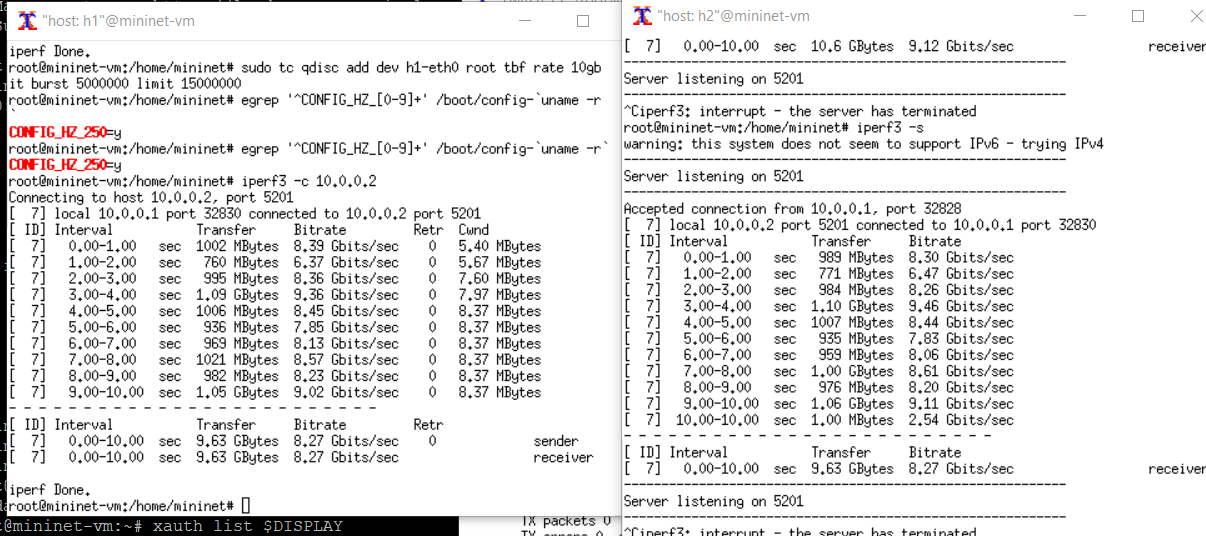 "host: h1"@mininet-vm
iperf Done.
root@mininet-vm:/home/mininet# sudo tc qdisc add dev h1-eth0 root tbf rate 10gb
it burst 5000000 limit 15000000
root@mininet-vm:/home/mininet# egrep '^CONFIG_HZ_[0-9]+' /boot/config-`uname -r
`
CONFIG_HZ_250=y
root@mininet-vm:/home/mininet# egrep '^CONFIG_HZ_[0-9]+' /boot/config-`uname -r`
CONFIG_HZ_250=y
root@mininet-vm:/home/mininet# iperf3 -c 10.0.0.2
Connecting to host 10.0.0.2, port 5201
[  7] local 10.0.0.1 port 32830 connected to 10.0.0.2 port 5201
[ ID] Interval           Transfer     Bitrate         Retr  Cwnd
[  7]   0.00-1.00   sec  1002 MBytes  8.39 Gbits/sec    0   5.40 MBytes
[  7]   1.00-2.00   sec   760 MBytes  6.37 Gbits/sec    0   5.67 MBytes
[  7]   2.00-3.00   sec   995 MBytes  8.36 Gbits/sec    0   7.60 MBytes
[  7]   3.00-4.00   sec  1.09 GBytes  9.36 Gbits/sec    0   7.97 MBytes
[  7]   4.00-5.00   sec  1006 MBytes  8.45 Gbits/sec    0   8.37 MBytes
[  7]   5.00-6.00   sec   936 MBytes  7.85 Gbits/sec    0   8.37 MBytes
[  7]   6.00-7.00   sec   969 MBytes  8.13 Gbits/sec    0   8.37 MBytes
[  7]   7.00-8.00   sec  1021 MBytes  8.57 Gbits/sec    0   8.37 MBytes
[  7]   8.00-9.00   sec   982 MBytes  8.23 Gbits/sec    0   8.37 MBytes
[  7]   9.00-10.00  sec  1.05 GBytes  9.02 Gbits/sec    0   8.37 MBytes
- - - - - - - - - - - - - - - - - - - - - - - - -
[ ID] Interval           Transfer     Bitrate         Retr
[  7]   0.00-10.00  sec  9.63 GBytes  8.27 Gbits/sec    0             sender
[  7]   0.00-10.00  sec  9.63 GBytes  8.27 Gbits/sec                  receiver
iperf Done.
root@mininet-vm:/home/mininet#
@mininet-vm:~# xauth list $DISPLAY
TX packets 0
"host: h2"@mininet-vm
[  7]   0.00-10.00  sec  10.6 GBytes  9.12 Gbits/sec                  receiver
-----------------------------------------------------------
Server listening on 5201
-----------------------------------------------------------
^Ciperf3: interrupt - the server has terminated
root@mininet-vm:/home/mininet# iperf3 -s
warning: this system does not seem to support IPv6 - trying IPv4
-----------------------------------------------------------
Server listening on 5201
-----------------------------------------------------------
Accepted connection from 10.0.0.1, port 32828
[  7] local 10.0.0.2 port 5201 connected to 10.0.0.1 port 32830
[ ID] Interval           Transfer     Bitrate
[  7]   0.00-1.00   sec   989 MBytes  8.30 Gbits/sec
[  7]   1.00-2.00   sec   771 MBytes  6.47 Gbits/sec
[  7]   2.00-3.00   sec   984 MBytes  8.26 Gbits/sec
[  7]   3.00-4.00   sec  1.10 GBytes  9.46 Gbits/sec
[  7]   4.00-5.00   sec  1007 MBytes  8.44 Gbits/sec
[  7]   5.00-6.00   sec   935 MBytes  7.83 Gbits/sec
[  7]   6.00-7.00   sec   959 MBytes  8.06 Gbits/sec
[  7]   7.00-8.00   sec  1.00 GBytes  8.61 Gbits/sec
[  7]   8.00-9.00   sec   976 MBytes  8.20 Gbits/sec
[  7]   9.00-10.00  sec  1.06 GBytes  9.11 Gbits/sec
[  7]  10.00-10.00  sec  1.00 MBytes  2.54 Gbits/sec
- - - - - - - - - - - - - - - - - - - - - - - - -
[ ID] Interval           Transfer     Bitrate
[  7]   0.00-10.00  sec  9.63 GBytes  8.27 Gbits/sec                  receiver
-----------------------------------------------------------
Server listening on 5201
-----------------------------------------------------------
^Ciperf3: interrupt - the server has terminated